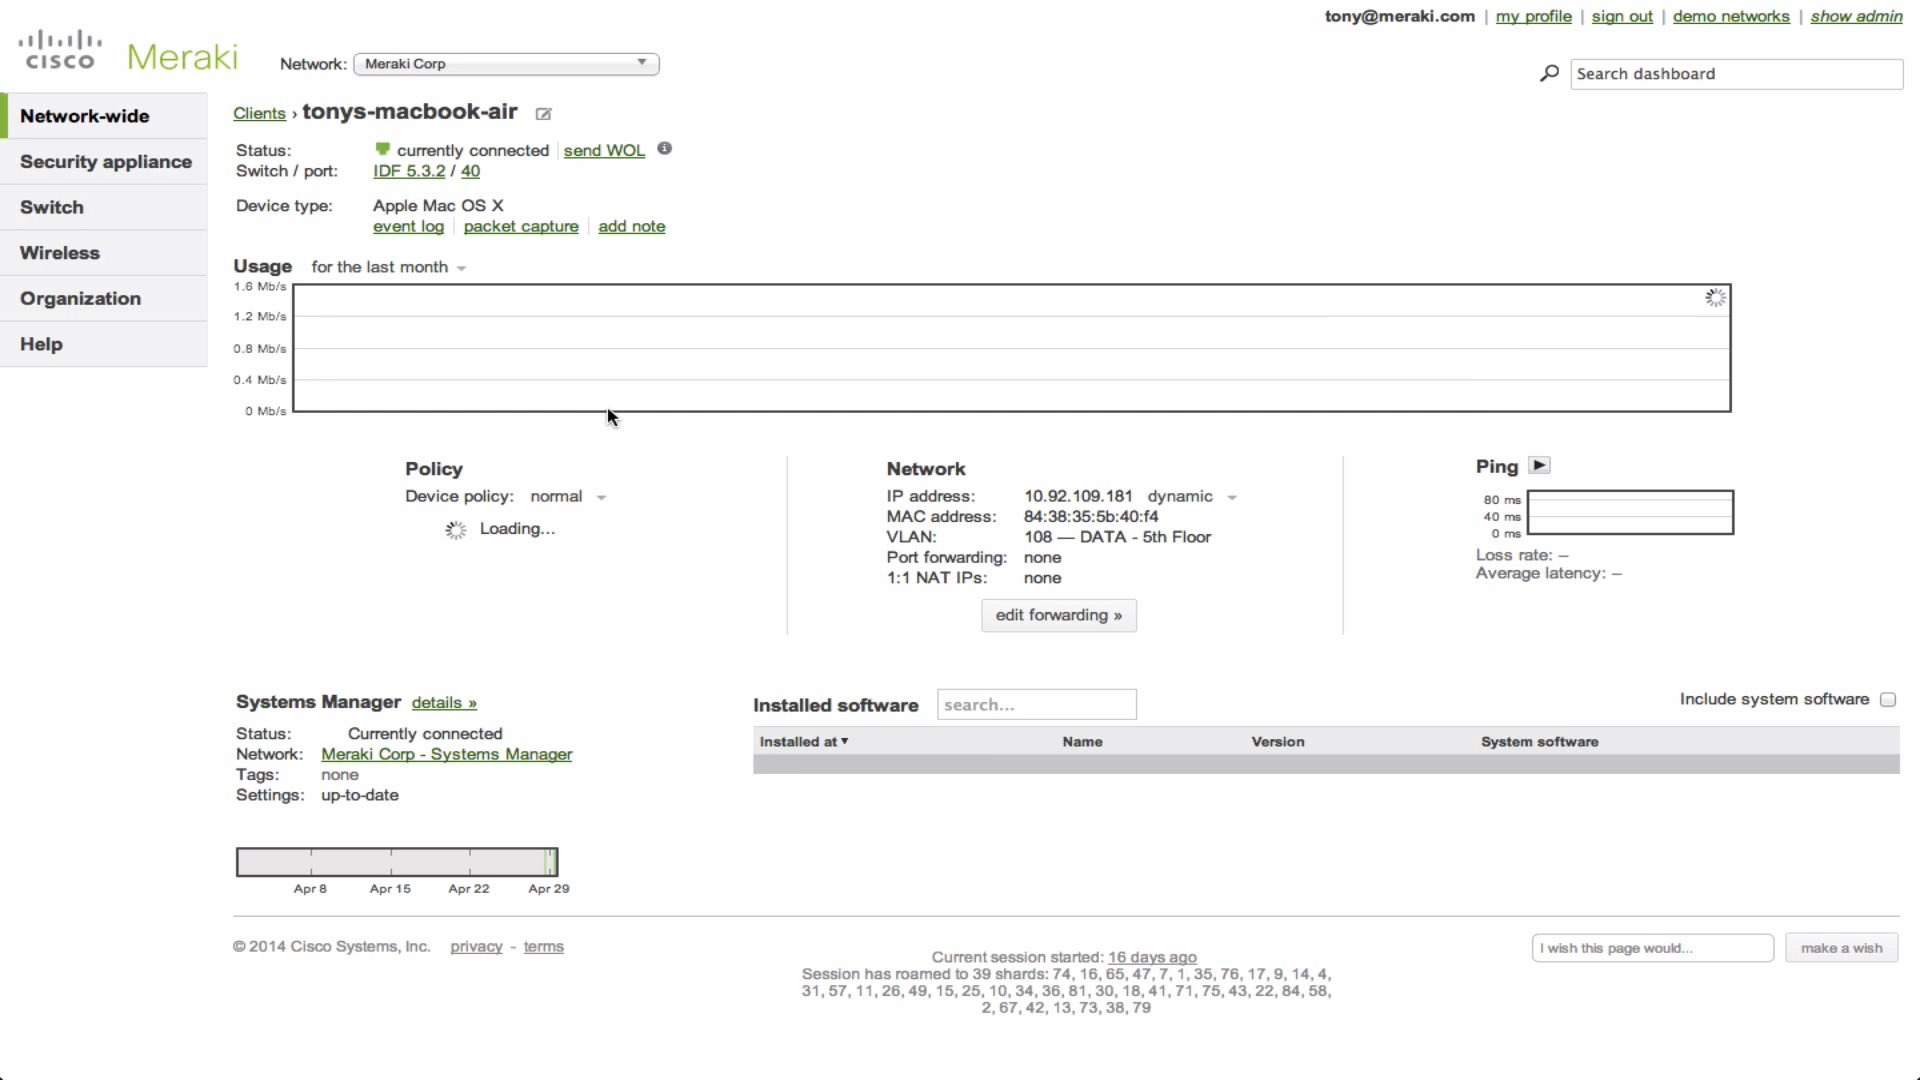 tony@meraki.com | my profile | sign out | demo networks | show admin
CISCO Meraki
Network: Meraki Corp
Search dashboard
Network-wide
Security appliance
Switch
Wireless
Organization
Help
Clients › tonys-macbook-air
Status: currently connected send WOL
Switch / port: IDF 5.3.2 / 40
Device type: Apple Mac OS X
event log packet capture add note
Usage for the last month
1.6 Mb/s
1.2 Mb/s
0.8 Mb/s
0.4 Mb/s
0 Mb/s
Policy
Device policy: normal
Loading...
Network
IP address: 10.92.109.181 dynamic
MAC address: 84:38:35:5b:40:f4
VLAN: 108 — DATA - 5th Floor
Port forwarding: none
1:1 NAT IPs: none
edit forwarding »
Ping
80 ms
40 ms
0 ms
Loss rate: –
Average latency: –
Systems Manager details »
Status: Currently connected
Network: Meraki Corp - Systems Manager
Tags: none
Settings: up-to-date
Apr 8 Apr 15 Apr 22 Apr 29
Installed software search...
Include system software
Installed at ▾ Name Version System software
© 2014 Cisco Systems, Inc. privacy - terms
Current session started: 16 days ago
Session has roamed to 39 shards: 74, 16, 65, 47, 7, 1, 35, 76, 17, 9, 14, 4,
31, 57, 11, 26, 49, 15, 25, 10, 34, 36, 81, 30, 18, 41, 71, 75, 43, 22, 84, 58,
2, 67, 42, 13, 73, 38, 79
I wish this page would...
make a wish